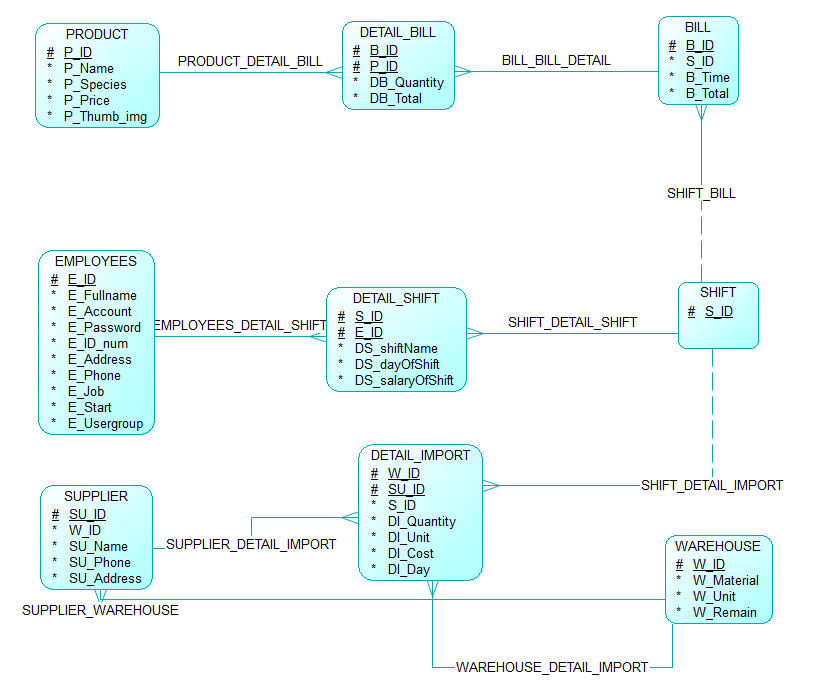 PRODUCT
# P_ID
* P_Name
* P_Species
* P_Price
* P_Thumb_img
PRODUCT_DETAIL_BILL
DETAIL_BILL
# B_ID
# P_ID
* DB_Quantity
* DB_Total
BILL_BILL_DETAIL
BILL
# B_ID
* S_ID
* B_Time
* B_Total
SHIFT_BILL
EMPLOYEES
# E_ID
* E_Fullname
* E_Account
* E_Password
* E_ID_num
* E_Address
* E_Phone
* E_Job
* E_Start
* E_Usergroup
EMPLOYEES_DETAIL_SHIFT
DETAIL_SHIFT
# S_ID
# E_ID
* DS_shiftName
* DS_dayOfShift
* DS_salaryOfShift
SHIFT_DETAIL_SHIFT
SHIFT
# S_ID
SUPPLIER
# SU_ID
* W_ID
* SU_Name
* SU_Phone
* SU_Address
SUPPLIER_DETAIL_IMPORT
DETAIL_IMPORT
# W_ID
# SU_ID
* S_ID
* DI_Quantity
* DI_Unit
* DI_Cost
* DI_Day
SHIFT_DETAIL_IMPORT
WAREHOUSE
# W_ID
* W_Material
* W_Unit
* W_Remain
SUPPLIER_WAREHOUSE
WAREHOUSE_DETAIL_IMPORT